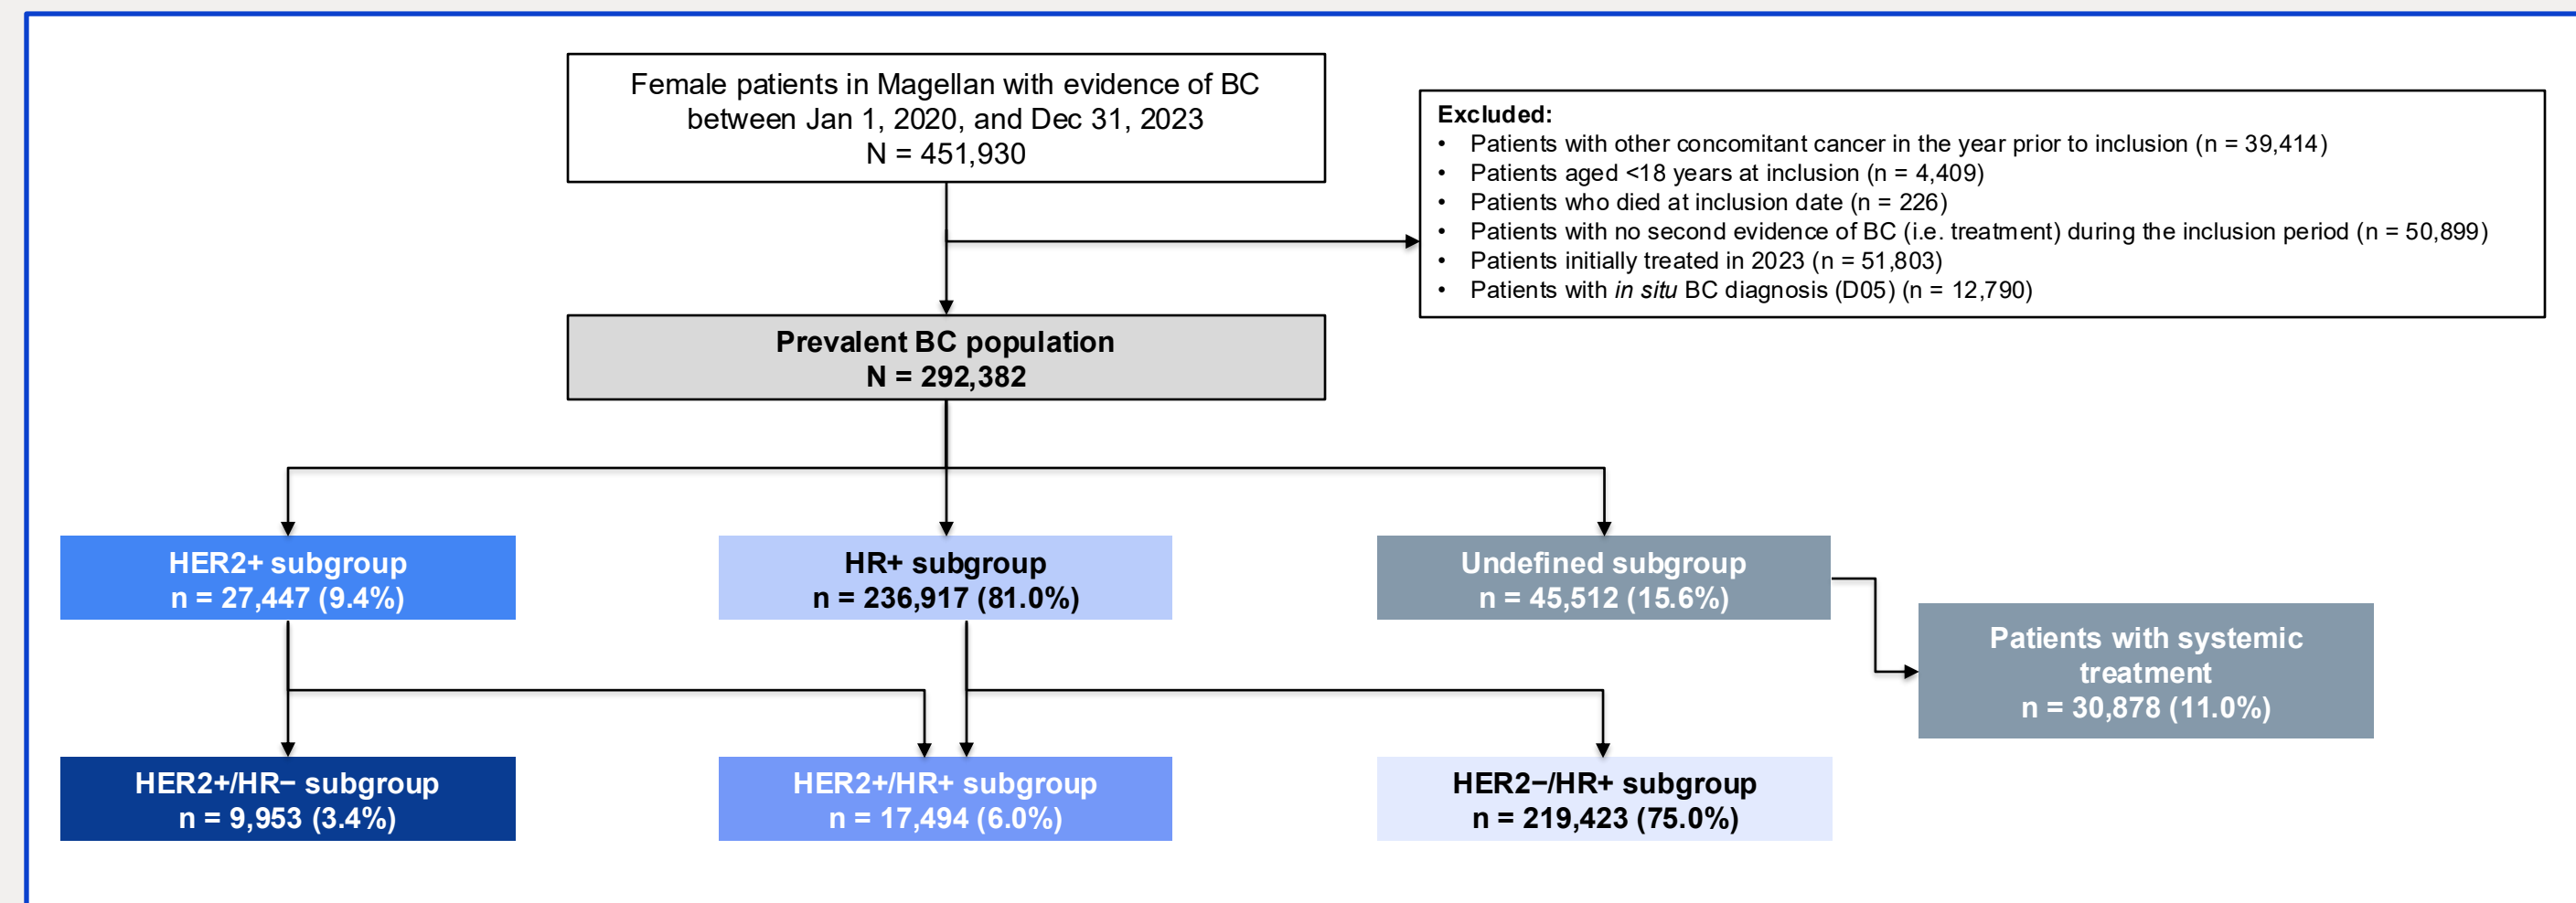 Female patients in Magellan with evidence of BC
between Jan 1, 2020, and Dec 31, 2023
N = 451,930
Excluded:
• Patients with other concomitant cancer in the year prior to inclusion (n = 39,414)
• Patients aged <18 years at inclusion (n = 4,409)
• Patients who died at inclusion date (n = 226)
• Patients with no second evidence of BC (i.e. treatment) during the inclusion period (n = 50,899)
• Patients initially treated in 2023 (n = 51,803)
• Patients with in situ BC diagnosis (D05) (n = 12,790)
Prevalent BC population
N = 292,382
HER2+ subgroup
n = 27,447 (9.4%)
HR+ subgroup
n = 236,917 (81.0%)
Undefined subgroup
n = 45,512 (15.6%)
Patients with systemic
treatment
n = 30,878 (11.0%)
HER2+/HR− subgroup
n = 9,953 (3.4%)
HER2+/HR+ subgroup
n = 17,494 (6.0%)
HER2−/HR+ subgroup
n = 219,423 (75.0%)